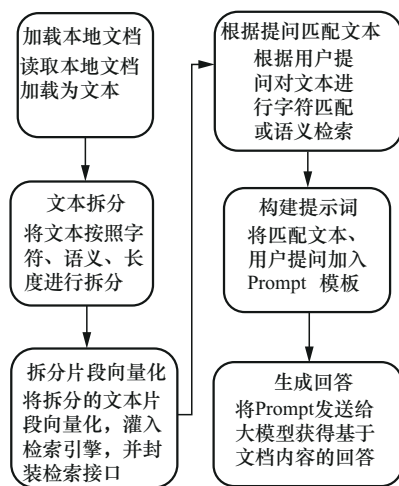 加载本地文档
读取本地文档
加载为文本
文本拆分
将文本按照字
符、语义、长
度进行拆分
拆分片段向量化
将拆分的文本片
段向量化，灌入
检索引擎，并封
装检索接口
根据提问匹配文本
根据用户提
问对文本进
行字符匹配
或语义检索
构建提示词
将匹配文本、
用户提问加入
Prompt 模板
生成回答
将Prompt发送给
大模型获得基于
文档内容的回答